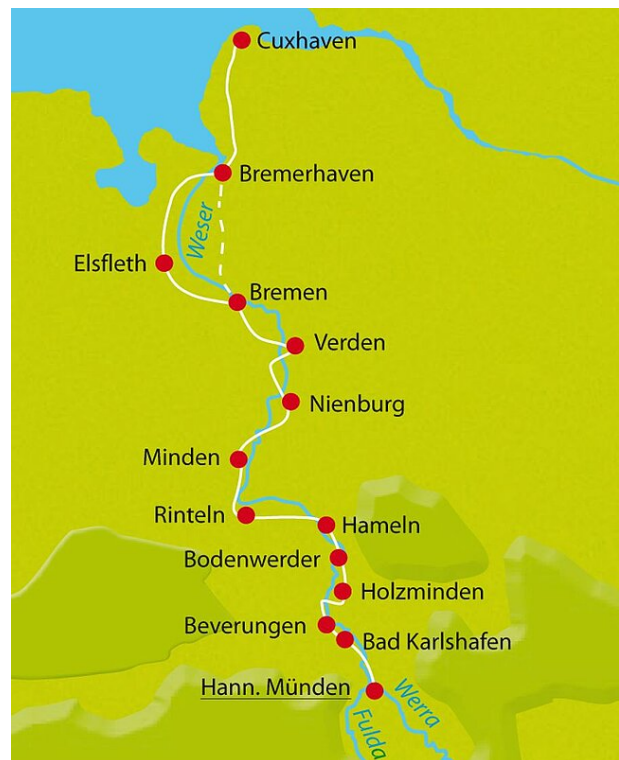 Cuxhaven
Bremerhaven
Weser
Elsfleth
Bremen
Verden
Nienburg
Minden
Rinteln
Hameln
Bodenwerder
Holzminden
Beverungen
Bad Karlshafen
Hann. Münden
Werra
Fulda